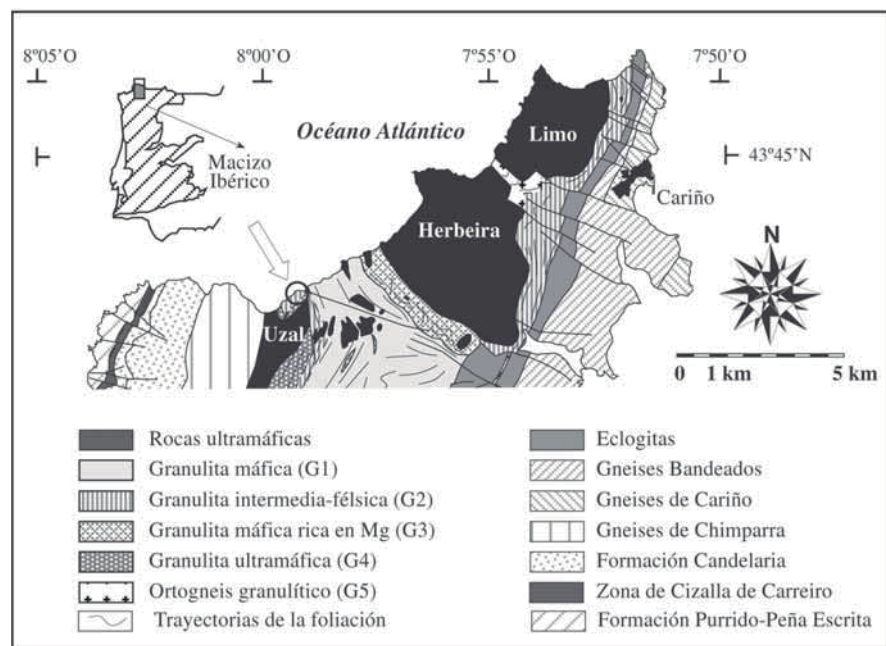 8º05'O 8º00'O 7º55'O 7º50'O
Océano Atlántico
Limo
Macizo
Ibérico
43º45'N
Cariño
Herbeira
N
Uzal
0 1 km 5 km
Rocas ultramáficas
Granulita máfica (G1)
Granulita intermedia-félsica (G2)
Granulita máfica rica en Mg (G3)
Granulita ultramáfica (G4)
Ortogneis granulítico (G5)
Trayectorias de la foliación
Eclogitas
Gneises Bandeados
Gneises de Cariño
Gneises de Chimparra
Formación Candelaria
Zona de Cizalla de Carreiro
Formación Purrido-Peña Escrita